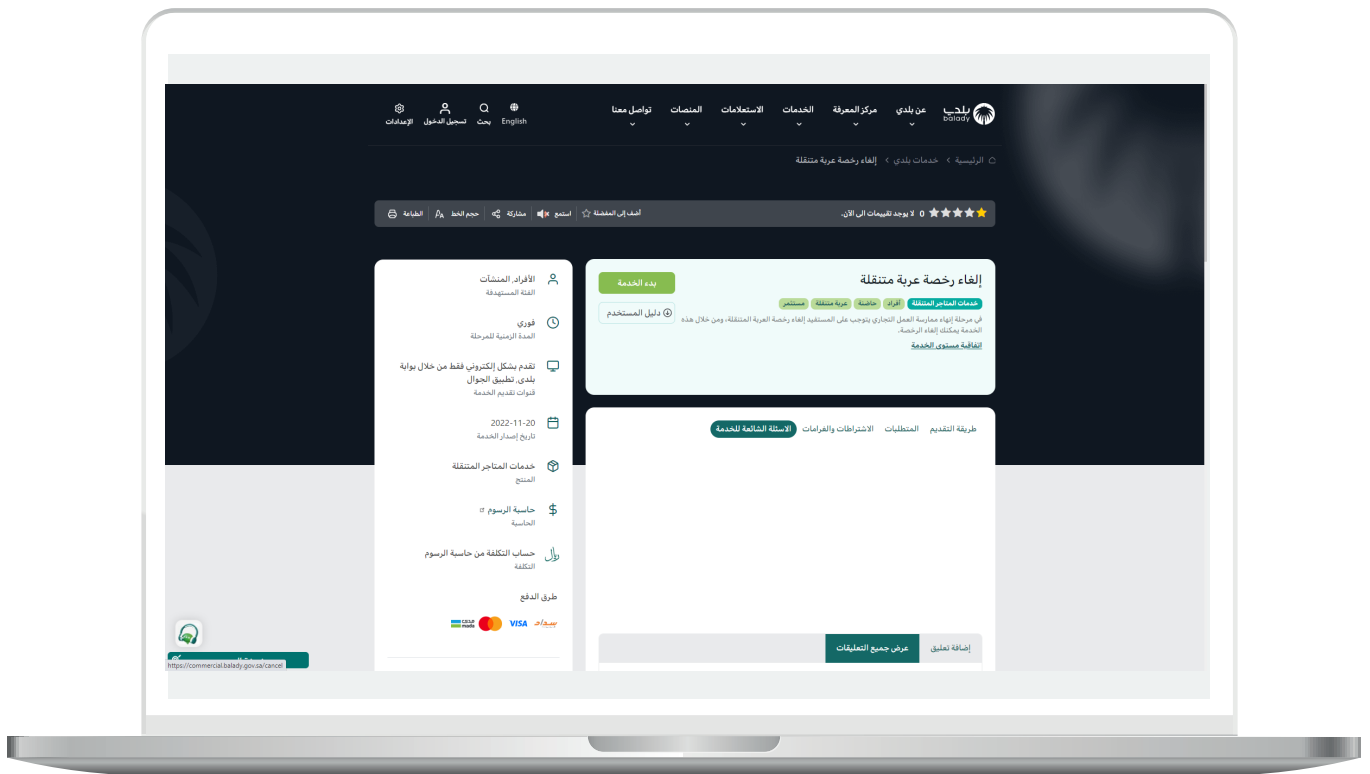 بلدي
balady
عن بلدي
مركز المعرفة
الخدمات
الاستعلامات
المنصات
تواصل معنا
English
بحث
تسجيل الدخول
الإعدادات
الرئيسية > خدمات بلدي > إلغاء رخصة عربة متنقلة
0 لا يوجد تقييمات الى الآن.
أضف إلى المفضلة
استمع
مشاركة
حجم الخط
الطباعة
إلغاء رخصة عربة متنقلة
بدء الخدمة
دليل المستخدم
خدمات المتاجر المتنقلة أفراد حاضنة عربة متنقلة مستثمر
في مرحلة إنهاء ممارسة العمل التجاري يتوجب على المستفيد إلغاء رخصة العربة المتنقلة، ومن خلال هذه
الخدمة يمكنك إلغاء الرخصة.
اتفاقية مستوى الخدمة
الأفراد, المنشآت
الفئة المستهدفة
فوري
المدة الزمنية للمرحلة
تقدم بشكل إلكتروني فقط من خلال بوابة
بلدي, تطبيق الجوال
قنوات تقديم الخدمة
2022-11-20
تاريخ إصدار الخدمة
خدمات المتاجر المتنقلة
المنتج
حاسبة الرسوم
الحاسبة
ريال
حساب التكلفة من حاسبة الرسوم
التكلفة
طرق الدفع
سداد VISA مدى mada
طريقة التقديم
المتطلبات
الاشتراطات والغرامات
الاسئلة الشائعة للخدمة
إضافة تعليق
عرض جميع التعليقات
https://commercial.balady.gov.sa/cancel